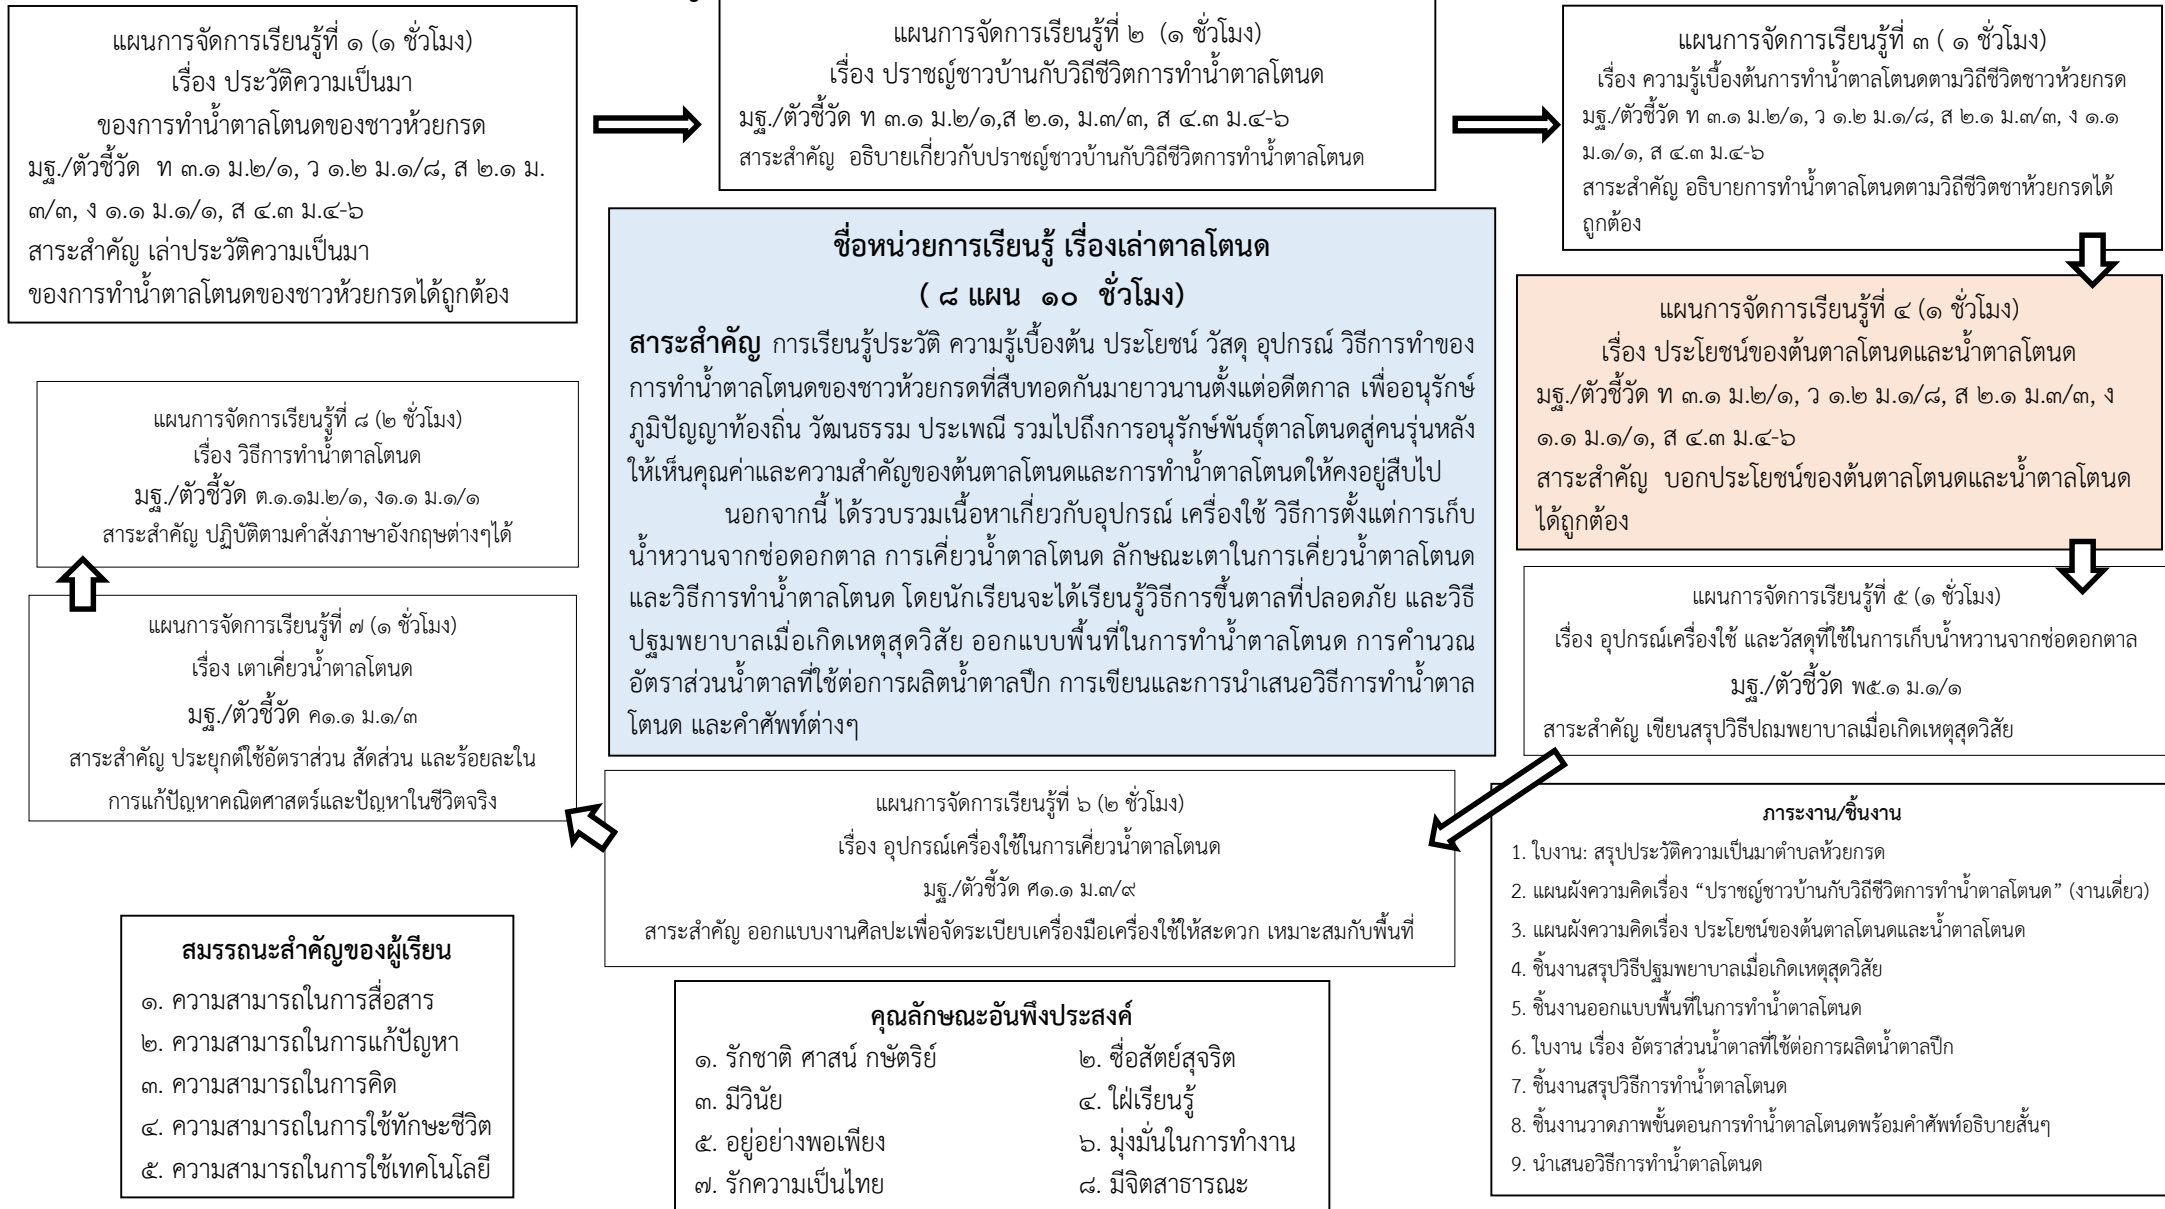 แผนการจัดการเรียนรู้ที่ ๑ (๑ ชั่วโมง)
เรื่อง ประวัติความเป็นมา
ของการทำน้ำตาลโตนดของชาวห้วยกรด
มฐ./ตัวชี้วัด ท ๓.๑ ม.๒/๑, ว ๑.๒ ม.๑/๘, ส ๒.๑ ม.
๓/๓, ง ๑.๑ ม.๑/๑, ส ๔.๓ ม.๔-๖
สาระสำคัญ เล่าประวัติความเป็นมา
ของการทำน้ำตาลโตนดของชาวห้วยกรดได้ถูกต้อง
แผนการจัดการเรียนรู้ที่ ๒ (๑ ชั่วโมง)
เรื่อง ปราชญ์ชาวบ้านกับวิถีชีวิตการทำน้ำตาลโตนด
มฐ./ตัวชี้วัด ท ๓.๑ ม.๒/๑,ส ๒.๑, ม.๓/๓, ส ๔.๓ ม.๔-๖
สาระสำคัญ อธิบายเกี่ยวกับปราชญ์ชาวบ้านกับวิถีชีวิตการทำน้ำตาลโตนด
แผนการจัดการเรียนรู้ที่ ๓ ( ๑ ชั่วโมง)
เรื่อง ความรู้เบื้องต้นการทำน้ำตาลโตนดตามวิถีชีวิตชาวห้วยกรด
มฐ./ตัวชี้วัด ท ๓.๑ ม.๒/๑, ว ๑.๒ ม.๑/๘, ส ๒.๑ ม.๓/๓, ง ๑.๑
ม.๑/๑, ส ๔.๓ ม.๔-๖
สาระสำคัญ อธิบายการทำน้ำตาลโตนดตามวิถีชีวิตชาห้วยกรดได้
ถูกต้อง
ชื่อหน่วยการเรียนรู้ เรื่องเล่าตาลโตนด
( ๘ แผน ๑๐ ชั่วโมง)
สาระสำคัญ การเรียนรู้ประวัติ ความรู้เบื้องต้น ประโยชน์ วัสดุ อุปกรณ์ วิธีการทำของ
การทำน้ำตาลโตนดของชาวห้วยกรดที่สืบทอดกันมายาวนานตั้งแต่อดีตกาล เพื่ออนุรักษ์
ภูมิปัญญาท้องถิ่น วัฒนธรรม ประเพณี รวมไปถึงการอนุรักษ์พันธุ์ตาลโตนดสู่คนรุ่นหลัง
ให้เห็นคุณค่าและความสำคัญของต้นตาลโตนดและการทำน้ำตาลโตนดให้คงอยู่สืบไป
นอกจากนี้ ได้รวบรวมเนื้อหาเกี่ยวกับอุปกรณ์ เครื่องใช้ วิธีการตั้งแต่การเก็บ
น้ำหวานจากช่อดอกตาล การเคี่ยวน้ำตาลโตนด ลักษณะเตาในการเคี่ยวน้ำตาลโตนด
และวิธีการทำน้ำตาลโตนด โดยนักเรียนจะได้เรียนรู้วิธีการขึ้นตาลที่ปลอดภัย และวิธี
ปฐมพยาบาลเมื่อเกิดเหตุสุดวิสัย ออกแบบพื้นที่ในการทำน้ำตาลโตนด การคำนวณ
อัตราส่วนน้ำตาลที่ใช้ต่อการผลิตน้ำตาลปึก การเขียนและการนำเสนอวิธีการทำน้ำตาล
โตนด และคำศัพท์ต่างๆ
แผนการจัดการเรียนรู้ที่ ๔ (๑ ชั่วโมง)
เรื่อง ประโยชน์ของต้นตาลโตนดและน้ำตาลโตนด
มฐ./ตัวชี้วัด ท ๓.๑ ม.๒/๑, ว ๑.๒ ม.๑/๘, ส ๒.๑ ม.๓/๓, ง
๑.๑ ม.๑/๑, ส ๔.๓ ม.๔-๖
สาระสำคัญ บอกประโยชน์ของต้นตาลโตนดและน้ำตาลโตนด
ได้ถูกต้อง
แผนการจัดการเรียนรู้ที่ ๘ (๒ ชั่วโมง)
เรื่อง วิธีการทำน้ำตาลโตนด
มฐ./ตัวชี้วัด ต.๑.๑ม.๒/๑, ง๑.๑ ม.๑/๑
สาระสำคัญ ปฏิบัติตามคำสั่งภาษาอังกฤษต่างๆได้
แผนการจัดการเรียนรู้ที่ ๕ (๑ ชั่วโมง)
เรื่อง อุปกรณ์เครื่องใช้ และวัสดุที่ใช้ในการเก็บน้ำหวานจากช่อดอกตาล
มฐ./ตัวชี้วัด พ๕.๑ ม.๑/๑
สาระสำคัญ เขียนสรุปวิธีปถมพยาบาลเมื่อเกิดเหตุสุดวิสัย
แผนการจัดการเรียนรู้ที่ ๗ (๑ ชั่วโมง)
เรื่อง เตาเคี่ยวน้ำตาลโตนด
มฐ./ตัวชี้วัด ค๑.๑ ม.๑/๓
สาระสำคัญ ประยุกต์ใช้อัตราส่วน สัดส่วน และร้อยละใน
การแก้ปัญหาคณิตศาสตร์และปัญหาในชีวิตจริง
แผนการจัดการเรียนรู้ที่ ๖ (๒ ชั่วโมง)
เรื่อง อุปกรณ์เครื่องใช้ในการเคี่ยวน้ำตาลโตนด
มฐ./ตัวชี้วัด ศ๑.๑ ม.๓/๙
สาระสำคัญ ออกแบบงานศิลปะเพื่อจัดระเบียบเครื่องมือเครื่องใช้ให้สะดวก เหมาะสมกับพื้นที่
ภาระงาน/ชิ้นงาน
1. ใบงาน: สรุปประวัติความเป็นมาตำบลห้วยกรด
2. แผนผังความคิดเรื่อง “ปราชญ์ชาวบ้านกับวิถีชีวิตการทำน้ำตาลโตนด” (งานเดี่ยว)
3. แผนผังความคิดเรื่อง ประโยชน์ของต้นตาลโตนดและน้ำตาลโตนด
4. ชิ้นงานสรุปวิธีปฐมพยาบาลเมื่อเกิดเหตุสุดวิสัย
5. ชิ้นงานออกแบบพื้นที่ในการทำน้ำตาลโตนด
6. ใบงาน เรื่อง อัตราส่วนน้ำตาลที่ใช้ต่อการผลิตน้ำตาลปึก
7. ชิ้นงานสรุปวิธีการทำน้ำตาลโตนด
8. ชิ้นงานวาดภาพขั้นตอนการทำน้ำตาลโตนดพร้อมคำศัพท์อธิบายสั้นๆ
9. นำเสนอวิธีการทำน้ำตาลโตนด
สมรรถนะสำคัญของผู้เรียน
๑. ความสามารถในการสื่อสาร
๒. ความสามารถในการแก้ปัญหา
๓. ความสามารถในการคิด
๔. ความสามารถในการใช้ทักษะชีวิต
๕. ความสามารถในการใช้เทคโนโลยี
คุณลักษณะอันพึงประสงค์
๑. รักชาติ ศาสน์ กษัตริย์ ๒. ซื่อสัตย์สุจริต
๓. มีวินัย ๔. ใฝ่เรียนรู้
๕. อยู่อย่างพอเพียง ๖. มุ่งมั่นในการทำงาน
๗. รักความเป็นไทย ๘. มีจิตสาธารณะ